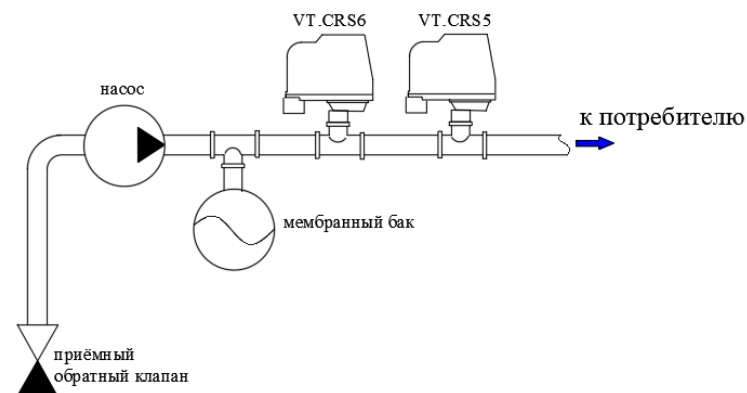 VT.CRS6 VT.CRS5
насос
к потребителю
мембранный бак
приёмный
обратный клапан